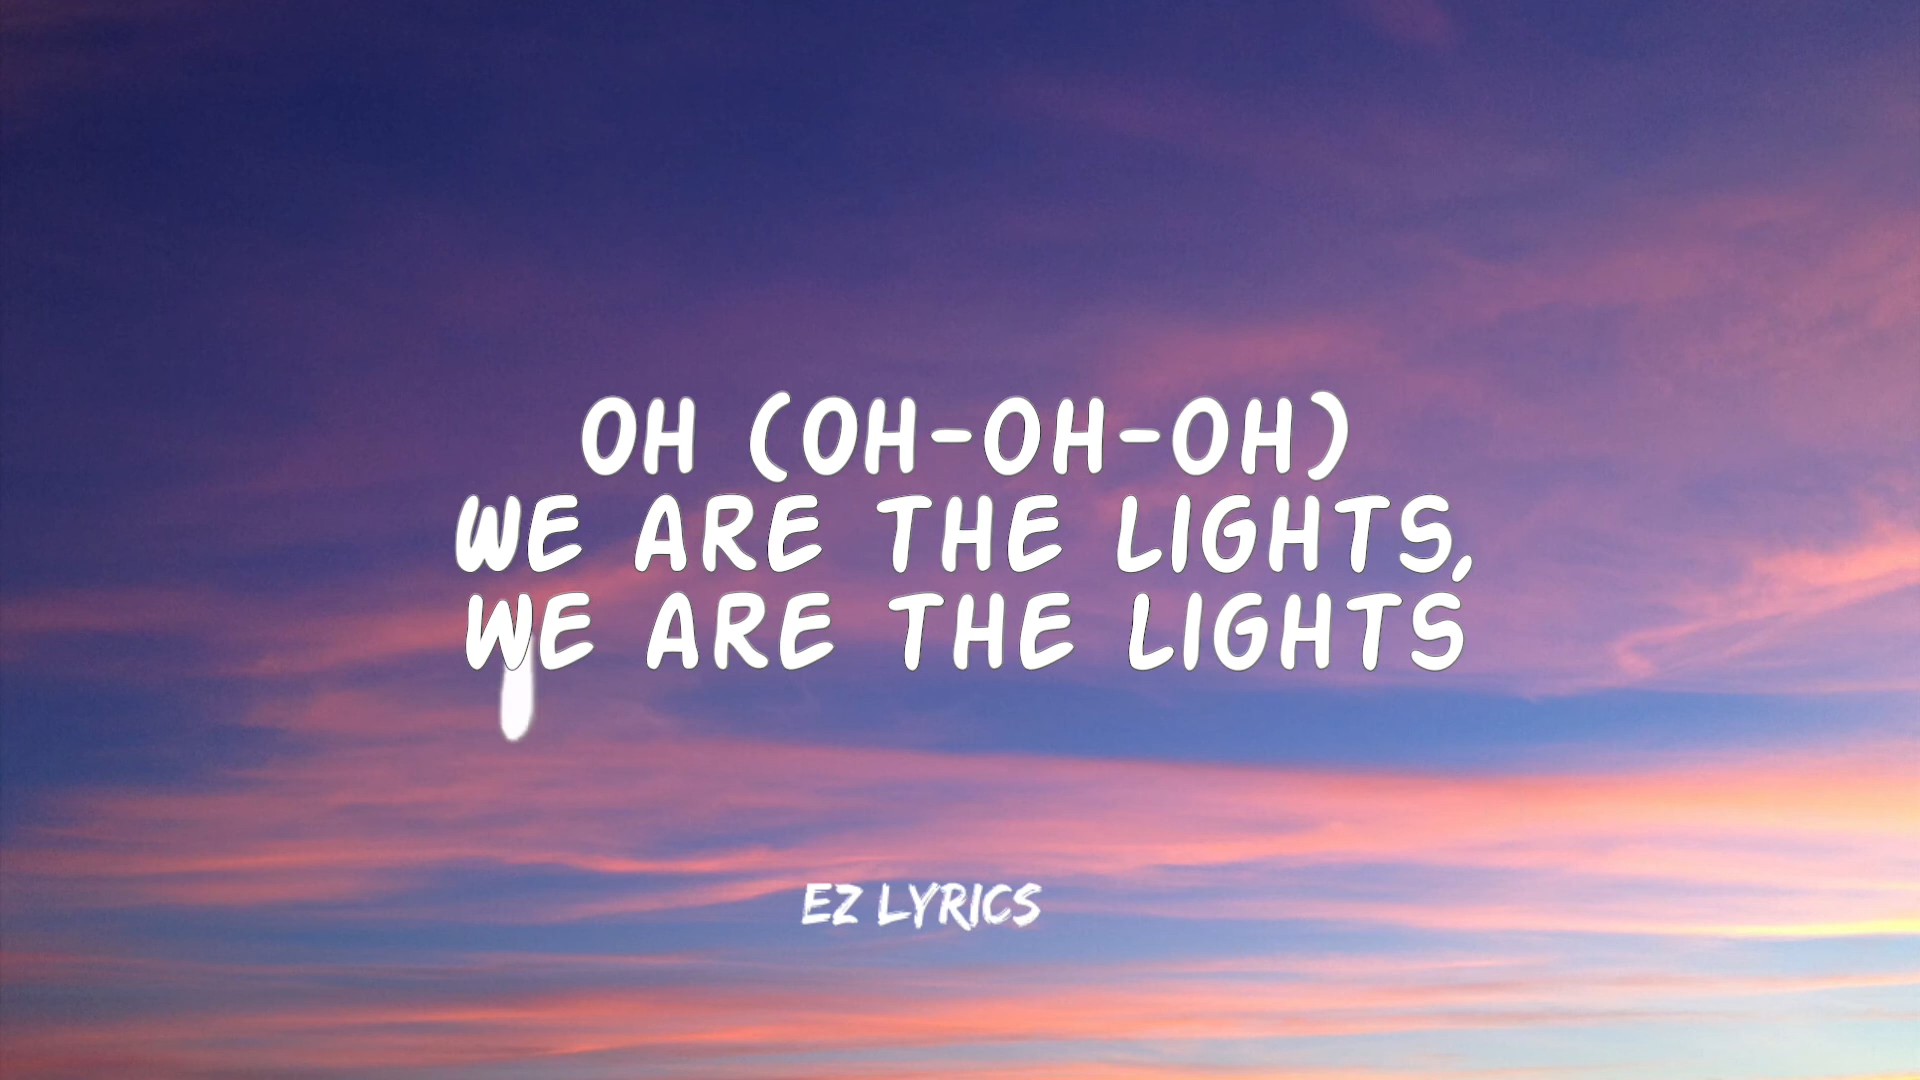 OH (OH-OH-OH)
WE ARE THE LIGHTS,
WE ARE THE LIGHTS
EZ LYRICS